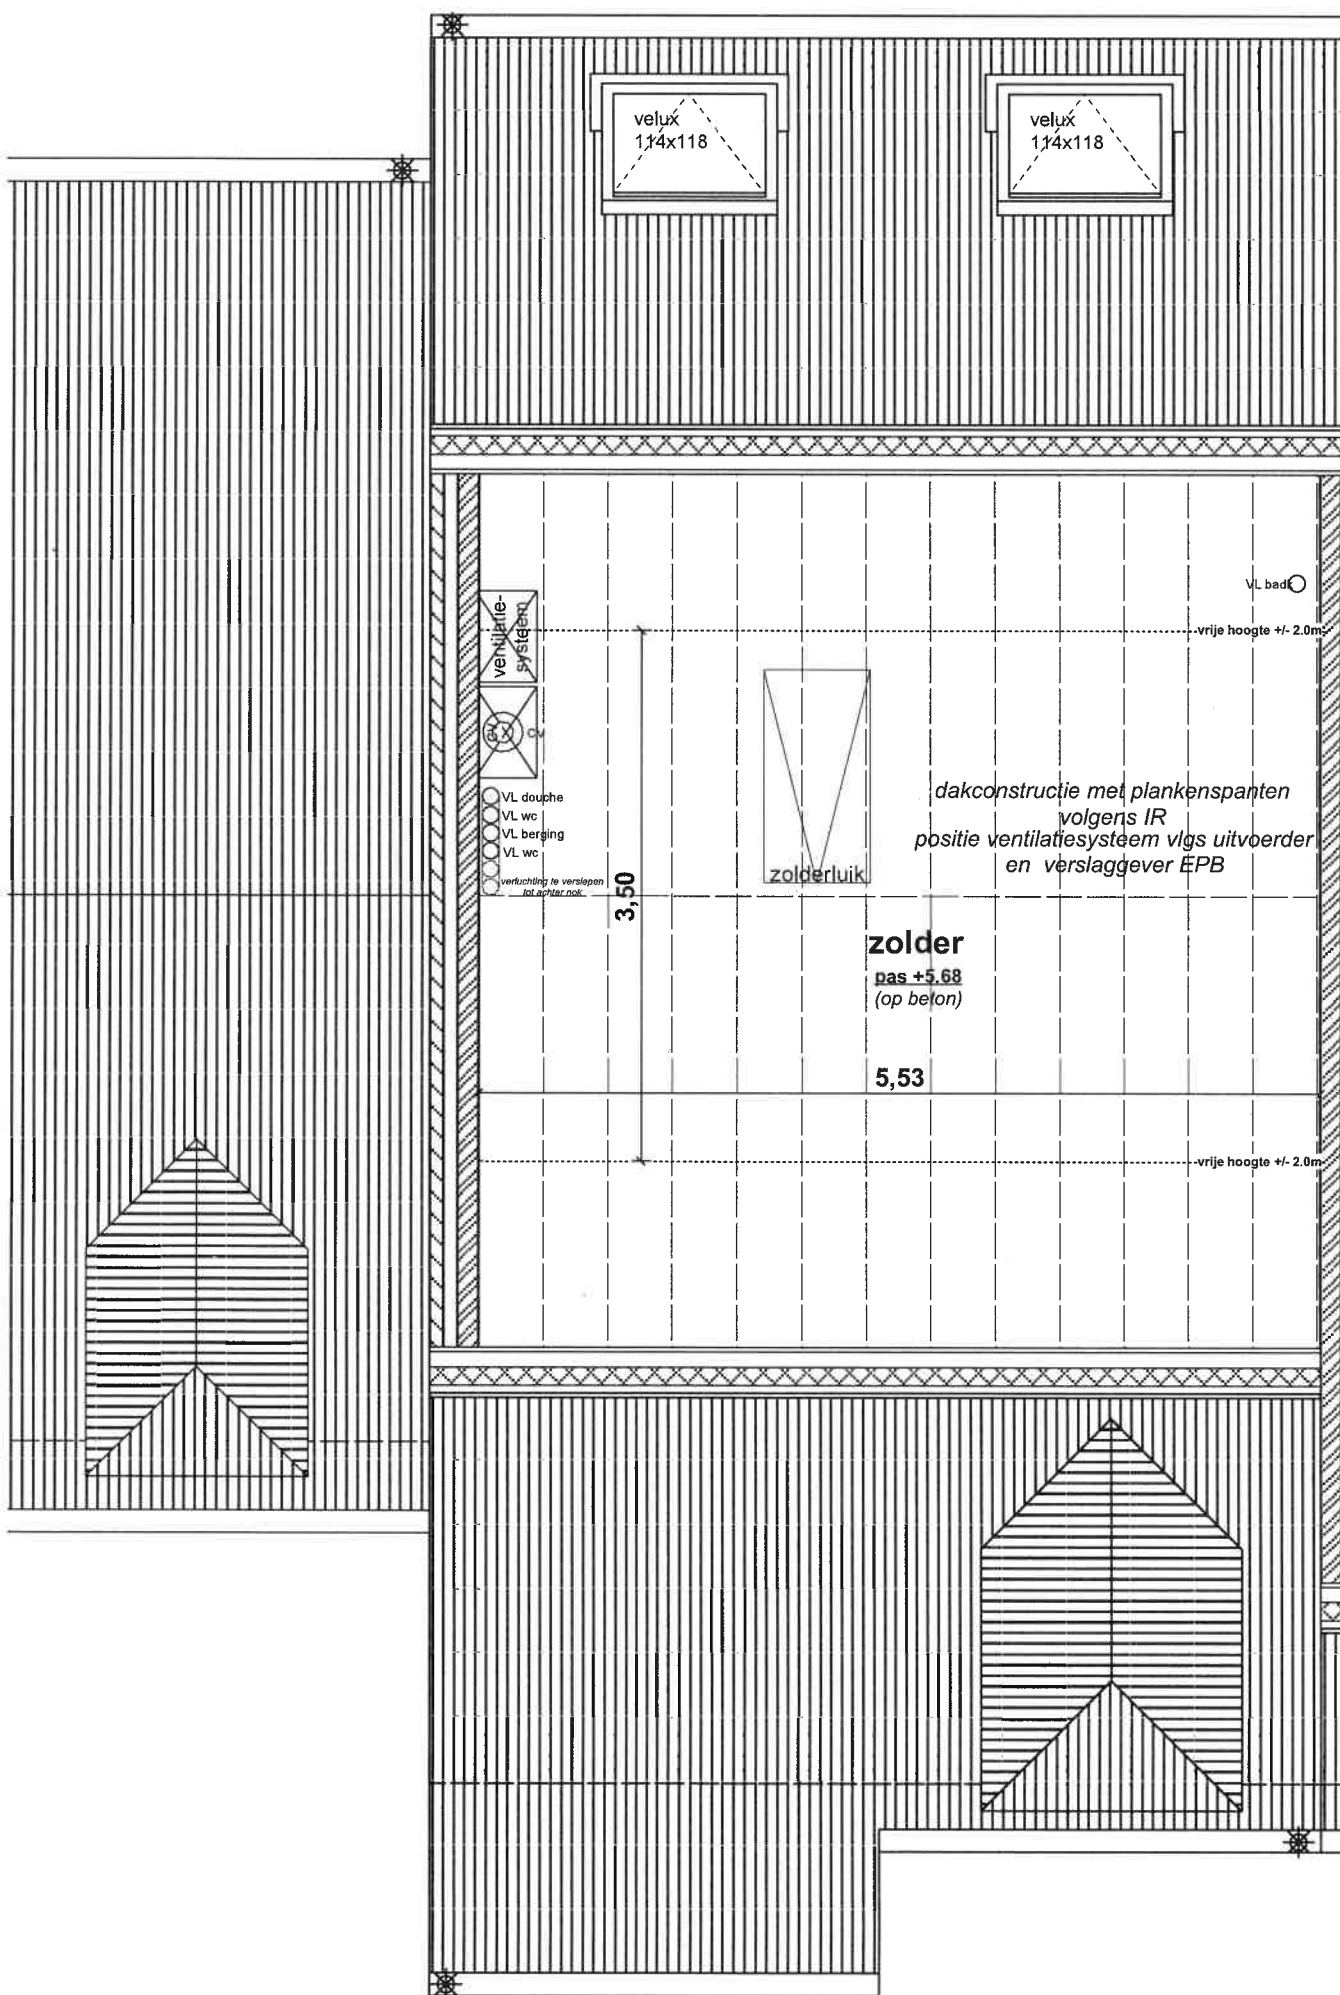 velux
114x118
velux
114x118
VL badk
vrije hoogte +/- 2.0m
ventilatie-
systeem
CV
CV
VL douche
VL wc
VL berging
VL wc
verluchting te verslepen
tot achter nok
3,50
zolderluik
dakconstructie met plankenspanten
volgens IR
positie ventilatiesysteem vlgs uitvoerder
en verslaggever EPB
zolder
pas +5.68
(op beton)
5,53
vrije hoogte +/- 2.0m